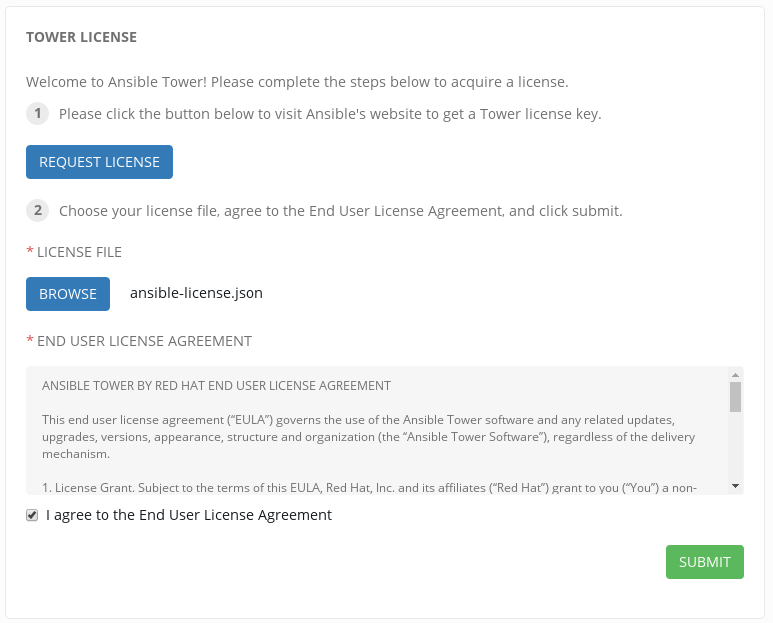 TOWER LICENSE
Welcome to Ansible Tower! Please complete the steps below to acquire a license.
1 Please click the button below to visit Ansible's website to get a Tower license key.
REQUEST LICENSE
2 Choose your license file, agree to the End User License Agreement, and click submit.
* LICENSE FILE
BROWSE ansible-license.json
* END USER LICENSE AGREEMENT
ANSIBLE TOWER BY RED HAT END USER LICENSE AGREEMENT
This end user license agreement (“EULA”) governs the use of the Ansible Tower software and any related updates,
upgrades, versions, appearance, structure and organization (the “Ansible Tower Software”), regardless of the delivery
mechanism.
1. License Grant. Subject to the terms of this EULA, Red Hat, Inc. and its affiliates (“Red Hat”) grant to you (“You”) a non-
I agree to the End User License Agreement
SUBMIT